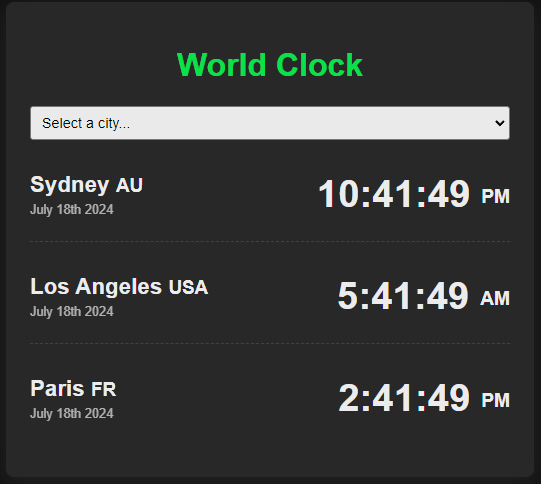 World Clock
Select a city...
Sydney AU 10:41:49 PM
July 18th 2024
Los Angeles USA 5:41:49 AM
July 18th 2024
Paris FR 2:41:49 PM
July 18th 2024